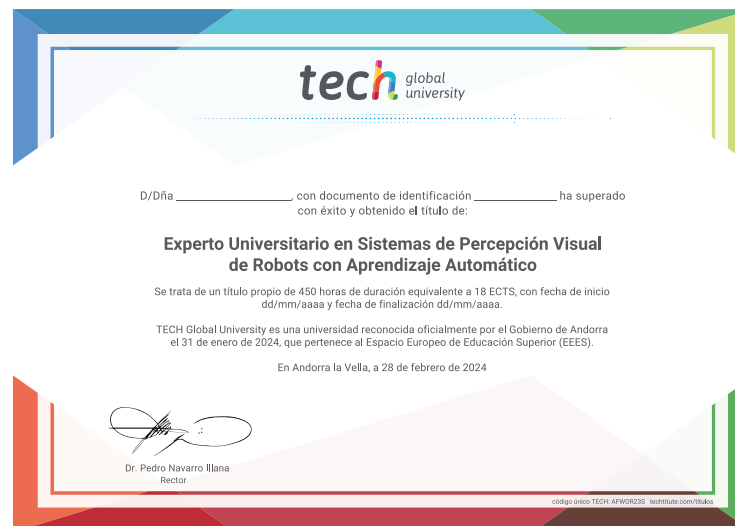 tech global university
D/Dña ____________________, con documento de identificación ______________ ha superado
con éxito y obtenido el título de:
Experto Universitario en Sistemas de Percepción Visual
de Robots con Aprendizaje Automático
Se trata de un título propio de 450 horas de duración equivalente a 18 ECTS, con fecha de inicio
dd/mm/aaaa y fecha de finalización dd/mm/aaaa.
TECH Global University es una universidad reconocida oficialmente por el Gobierno de Andorra
el 31 de enero de 2024, que pertenece al Espacio Europeo de Educación Superior (EEES).
En Andorra la Vella, a 28 de febrero de 2024
Dr. Pedro Navarro Illana
Rector
código único TECH: AFWOR23S techtitute.com/titulos